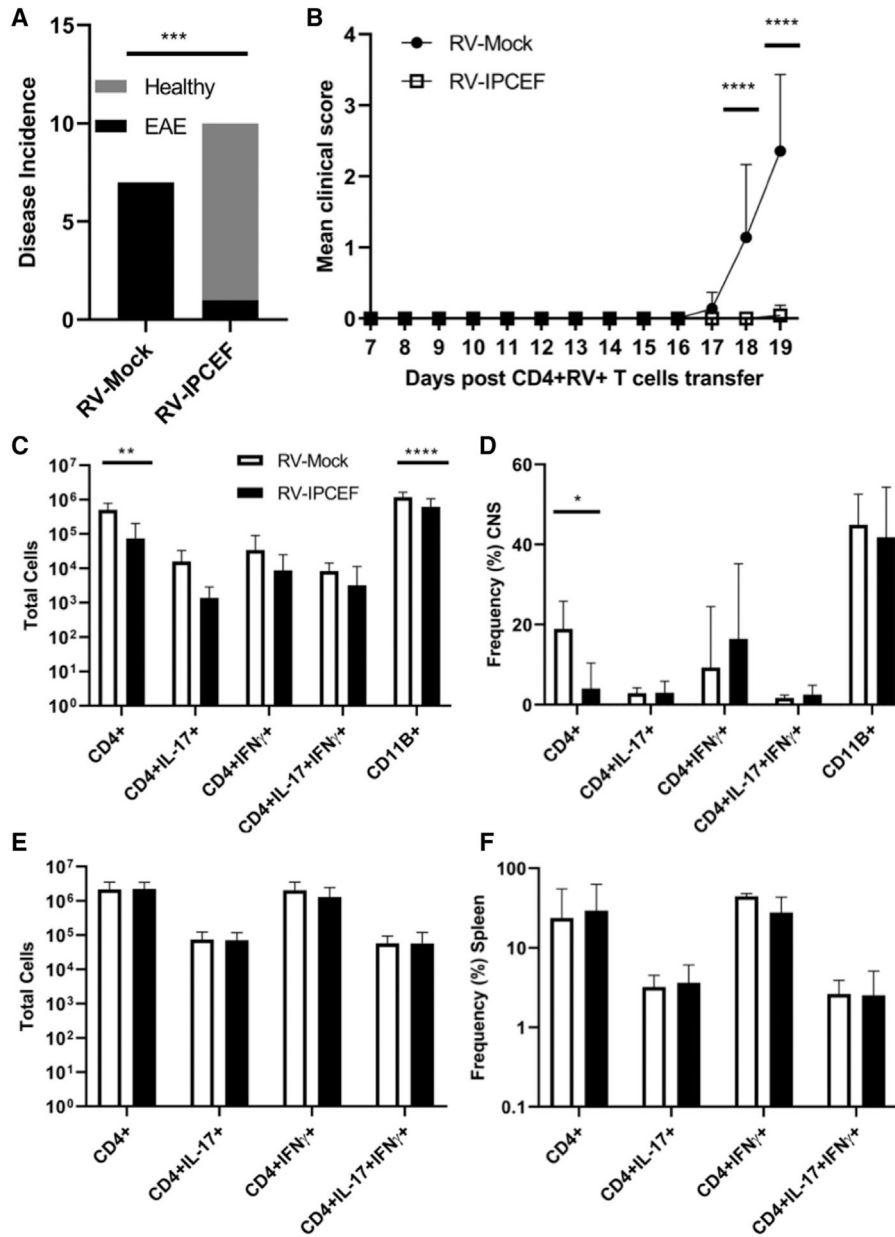 A
15
10
5
0
Disease Incidence
***
Healthy
EAE
RV-Mock
RV-IPCEF
B
4
3
2
1
0
Mean clinical score
RV-Mock
RV-IPCEF
****
****
7 8 9 10 11 12 13 14 15 16 17 18 19
Days post CD4+RV+ T cells transfer
C
10⁷
10⁶
10⁵
10⁴
10³
10²
10¹
10⁰
Total Cells
**
RV-Mock
RV-IPCEF
****
CD4+
CD4+IL-17+
CD4+IFNγ+
CD4+IL-17+IFNγ+
CD11B+
D
60
40
20
0
Frequency (%) CNS
*
CD4+
CD4+IL-17+
CD4+IFNγ+
CD4+IL-17+IFNγ+
CD11B+
E
10⁷
10⁶
10⁵
10⁴
10³
10²
10¹
10⁰
Total Cells
CD4+
CD4+IL-17+
CD4+IFNγ+
CD4+IL-17+IFNγ+
F
100
10
1
0.1
Frequency (%) Spleen
CD4+
CD4+IL-17+
CD4+IFNγ+
CD4+IL-17+IFNγ+